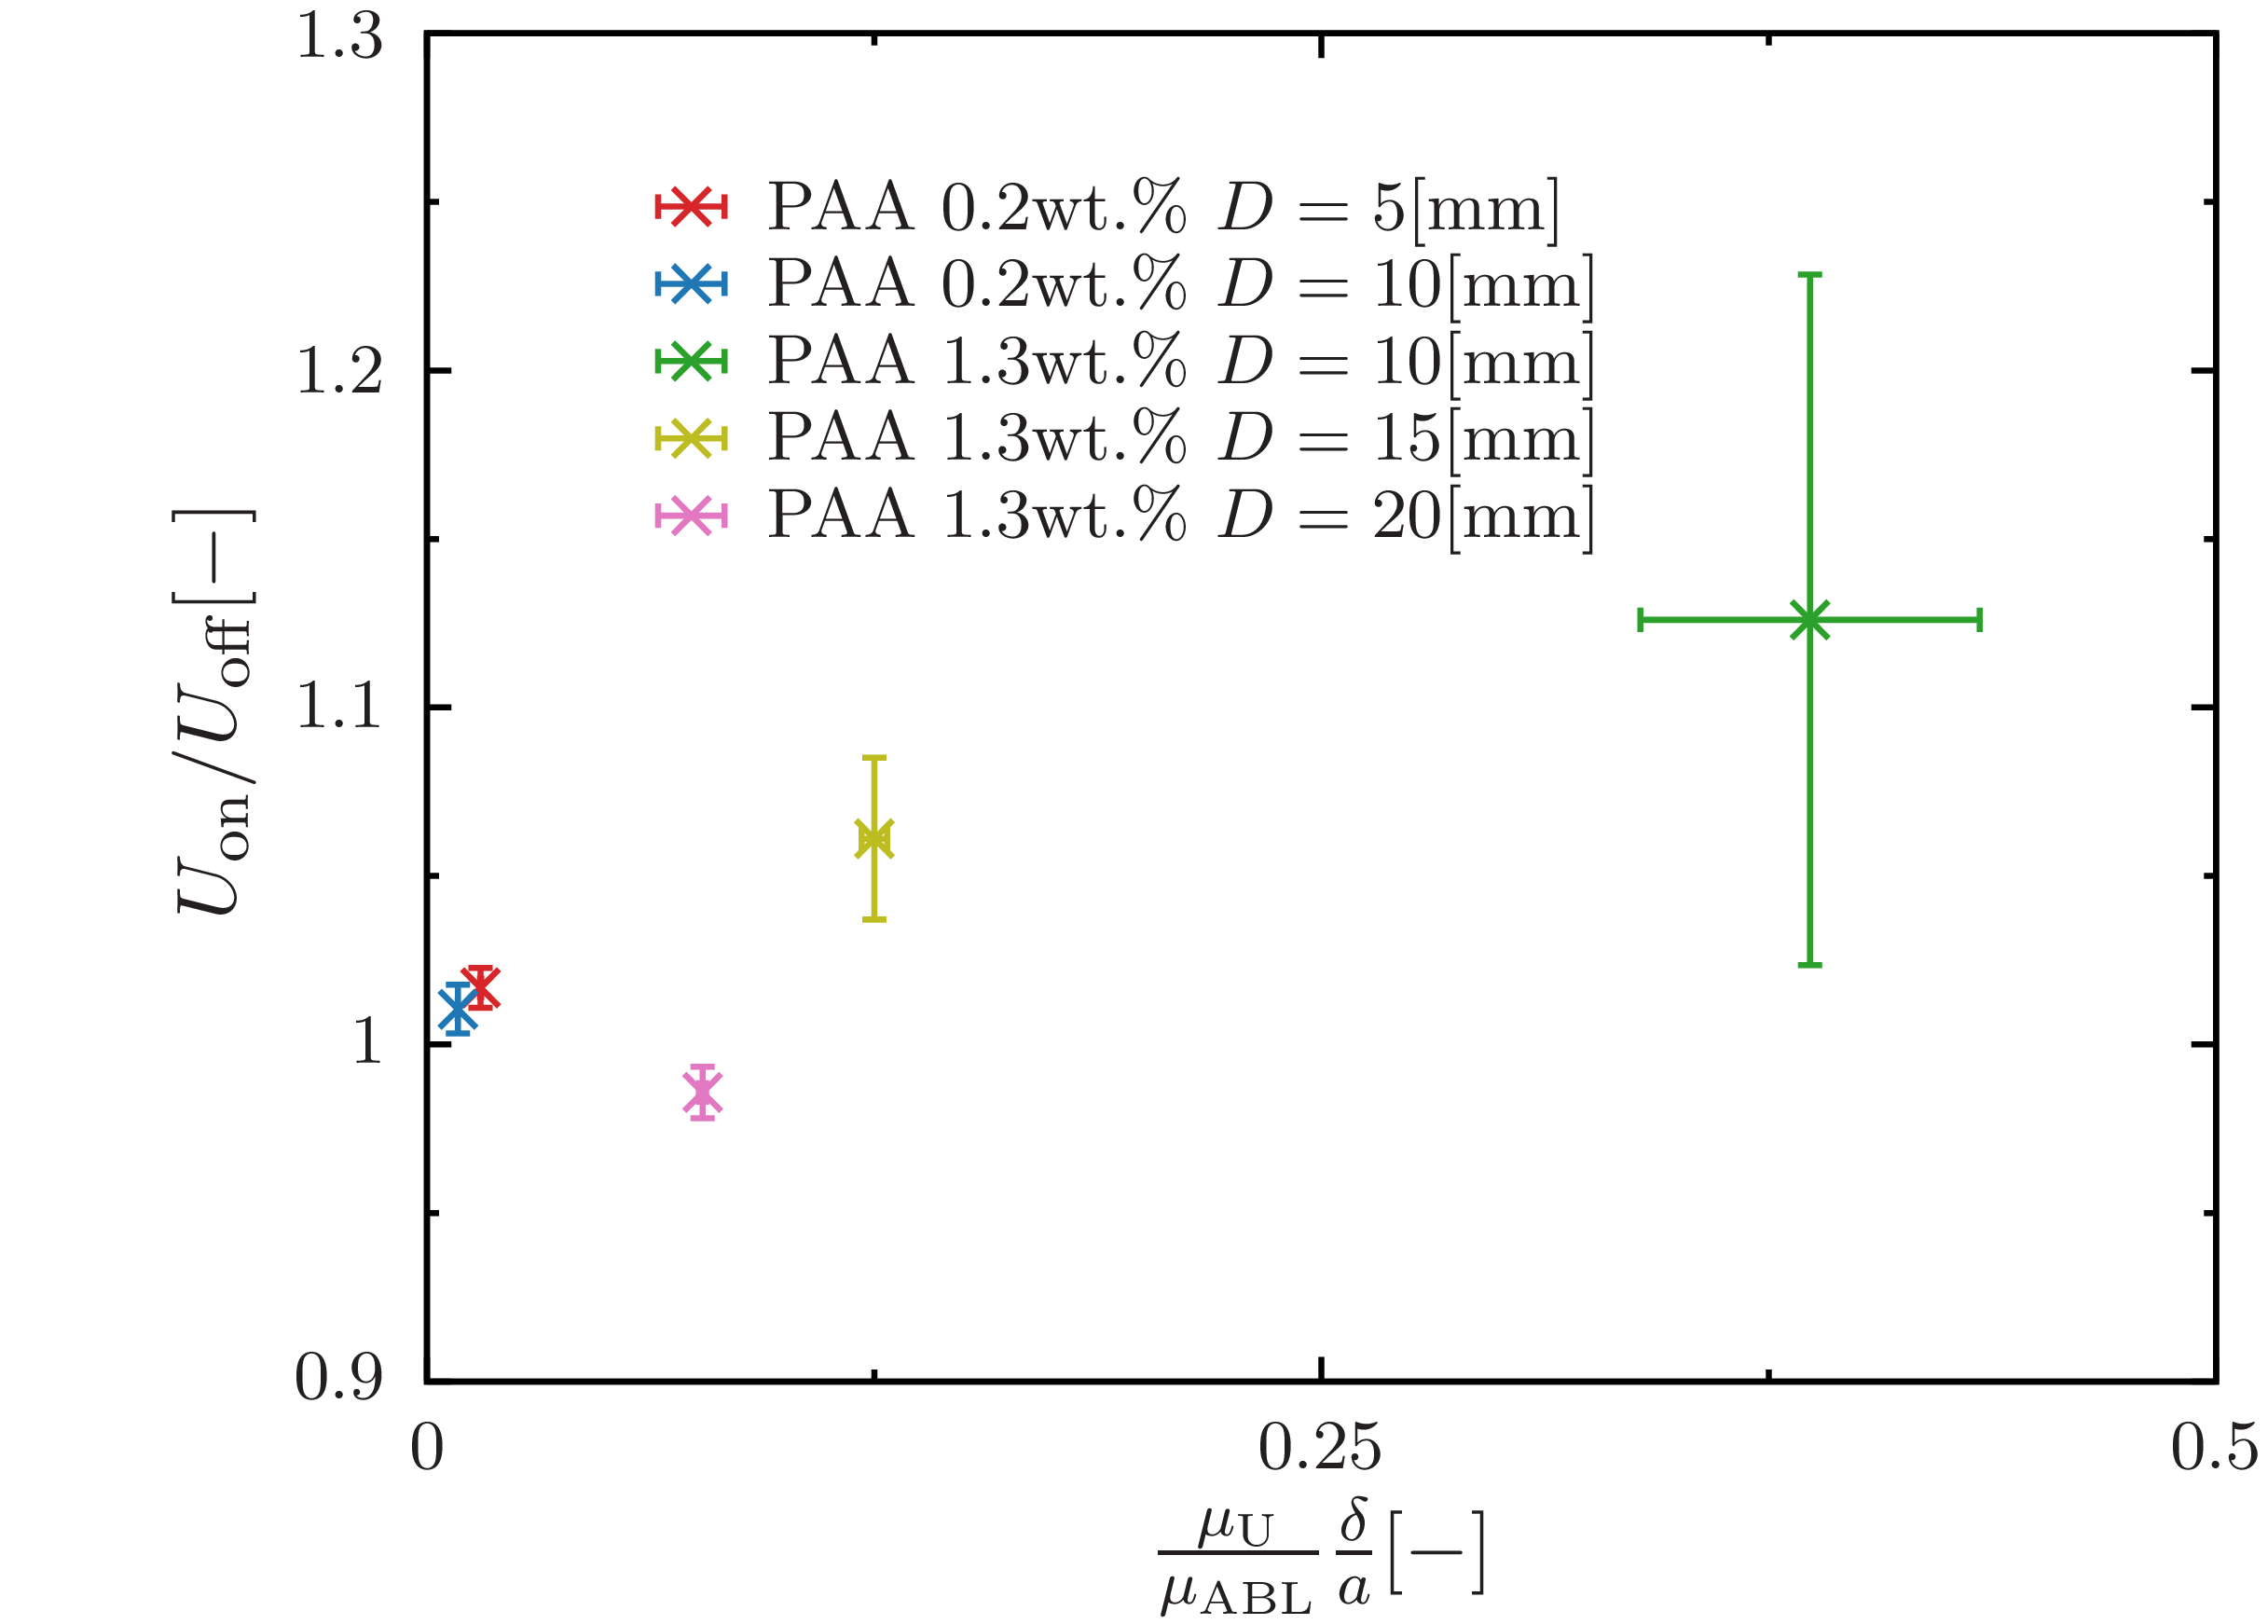 1.3
PAA 0.2wt.% D = 5[mm]
PAA 0.2wt.% D = 10[mm]
PAA 1.3wt.% D = 10[mm]
PAA 1.3wt.% D = 15[mm]
PAA 1.3wt.% D = 20[mm]
1.2
1.1
1
0.9
U_on/U_off[−]
0 0.25 0.5
μ_U/μ_ABL δ/a [−]